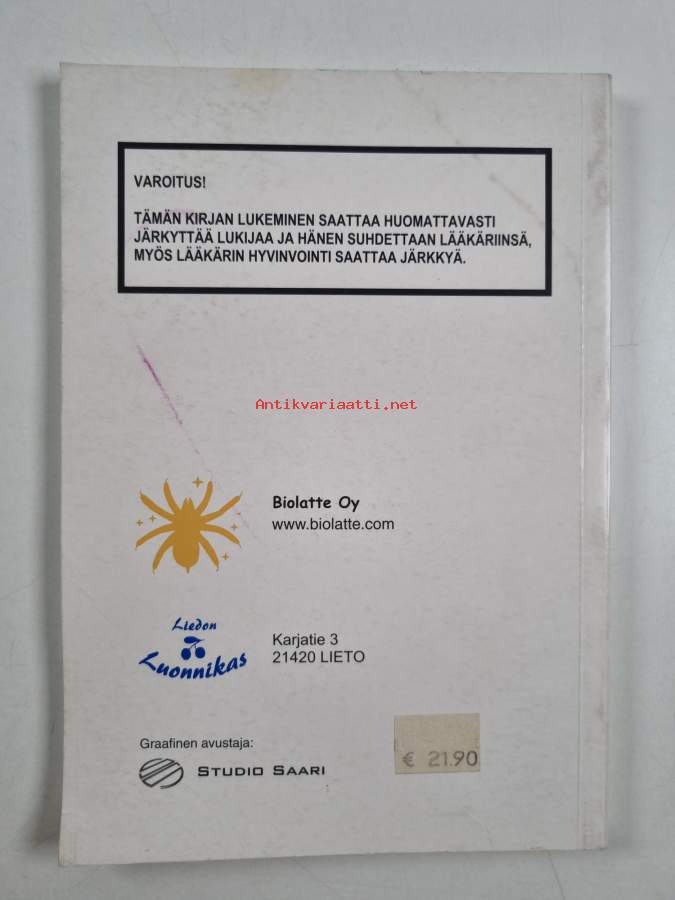 VAROITUS!
TÄMÄN KIRJAN LUKEMINEN SAATTAA HUOMATTAVASTI
JÄRKYTTÄÄ LUKIJAA JA HÄNEN SUHDETTAAN LÄÄKÄRIINSÄ,
MYÖS LÄÄKÄRIN HYVINVOINTI SAATTAA JÄRKKYÄ.
Antikvariaatti.net
Biolatte Oy
www.biolatte.com
Liedon
Luonnikas
Karjatie 3
21420 LIETO
Graafinen avustaja:
STUDIO SAARI
€ 21.90